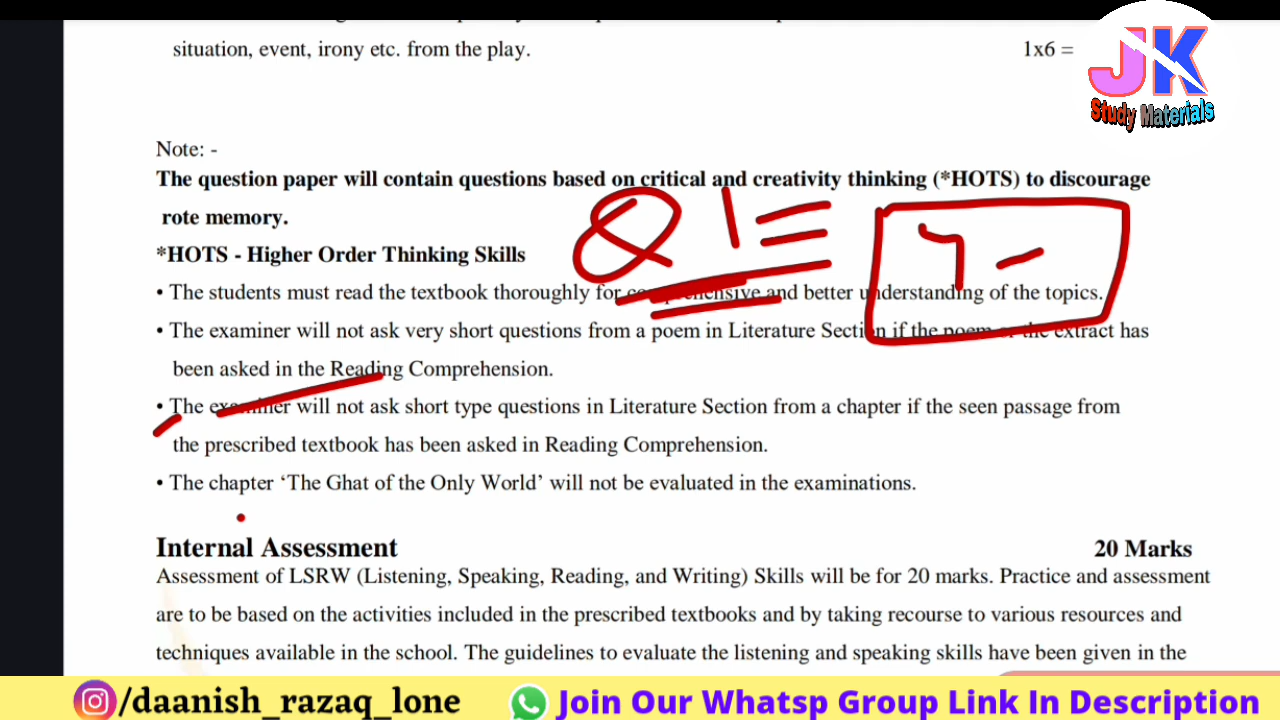 situation, event, irony etc. from the play. 1x6 =
JK
Study Materials
Note: -
The question paper will contain questions based on critical and creativity thinking (*HOTS) to discourage
rote memory.
*HOTS - Higher Order Thinking Skills
Q 1
• The students must read the textbook thoroughly for comprehensive and better understanding of the topics.
• The examiner will not ask very short questions from a poem in Literature Section if the poem or the extract has
been asked in the Reading Comprehension.
• The examiner will not ask short type questions in Literature Section from a chapter if the seen passage from
the prescribed textbook has been asked in Reading Comprehension.
• The chapter ‘The Ghat of the Only World’ will not be evaluated in the examinations.
Internal Assessment 20 Marks
Assessment of LSRW (Listening, Speaking, Reading, and Writing) Skills will be for 20 marks. Practice and assessment
are to be based on the activities included in the prescribed textbooks and by taking recourse to various resources and
techniques available in the school. The guidelines to evaluate the listening and speaking skills have been given in the
/daanish_razaq_lone Join Our Whatsp Group Link In Description